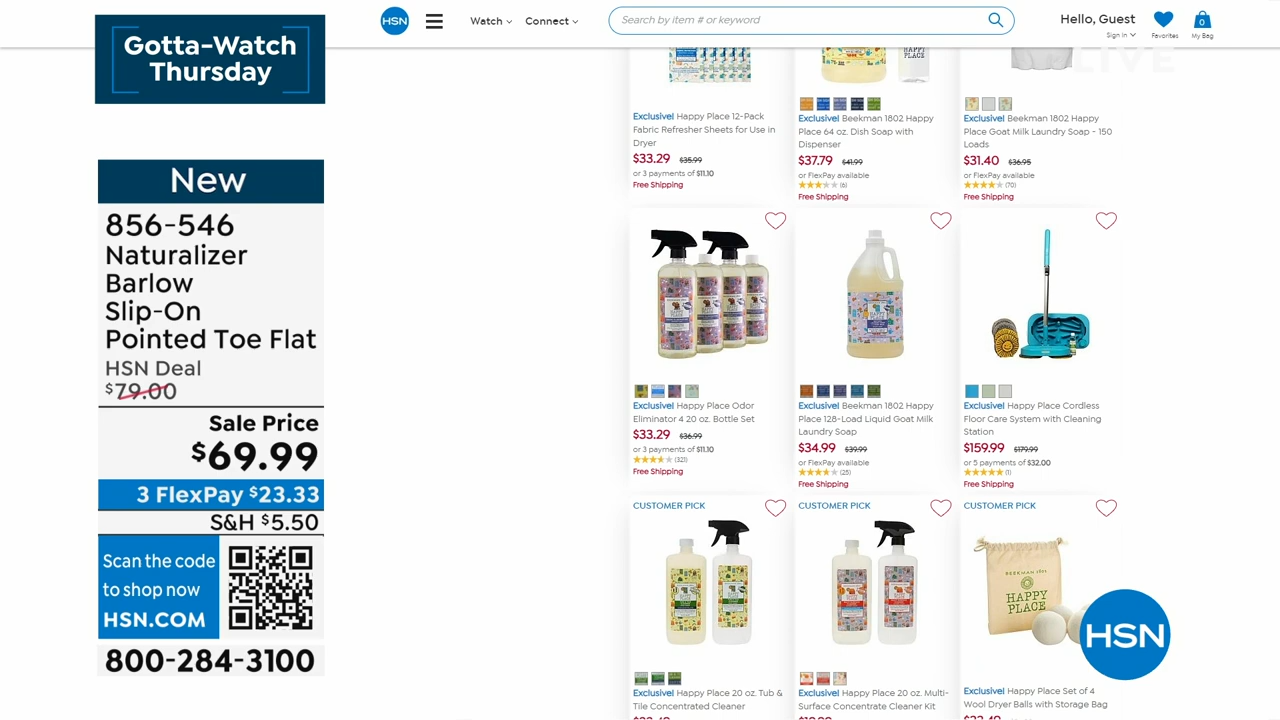 Gotta-Watch
Thursday
New
856-546
Naturalizer
Barlow
Slip-On
Pointed Toe Flat
HSN Deal
$79.00
Sale Price
$69.99
3 FlexPay $23.33
S&H $5.50
Scan the code
to shop now
HSN.COM
800-284-3100
HSN
Watch
Connect
Search by item # or keyword
Hello, Guest
Sign In
Favorites
0
My Bag
LIVE
HAPPY
PLACE
Exclusive! Happy Place 12-Pack
Fabric Refresher Sheets for Use in
Dryer
$33.29 $35.99
or 3 payments of $11.10
Free Shipping
Exclusive! Beekman 1802 Happy
Place 64 oz. Dish Soap with
Dispenser
$37.79 $41.99
or FlexPay available
(6)
Free Shipping
Exclusive! Beekman 1802 Happy
Place Goat Milk Laundry Soap - 150
Loads
$31.40 $36.95
or FlexPay available
(70)
Free Shipping
Exclusive! Happy Place Odor
Eliminator 4 20 oz. Bottle Set
$33.29 $36.99
or 3 payments of $11.10
(321)
Free Shipping
Exclusive! Beekman 1802 Happy
Place 128-Load Liquid Goat Milk
Laundry Soap
$34.99 $39.99
or FlexPay available
(25)
Free Shipping
Exclusive! Happy Place Cordless
Floor Care System with Cleaning
Station
$159.99 $179.99
or 5 payments of $32.00
(1)
Free Shipping
CUSTOMER PICK
Exclusive! Happy Place 20 oz. Tub &
Tile Concentrated Cleaner
CUSTOMER PICK
Exclusive! Happy Place 20 oz. Multi-
Surface Concentrate Cleaner Kit
CUSTOMER PICK
BEEKMAN 1802
HAPPY
PLACE
HSN
Exclusive! Happy Place Set of 4
Wool Dryer Balls with Storage Bag